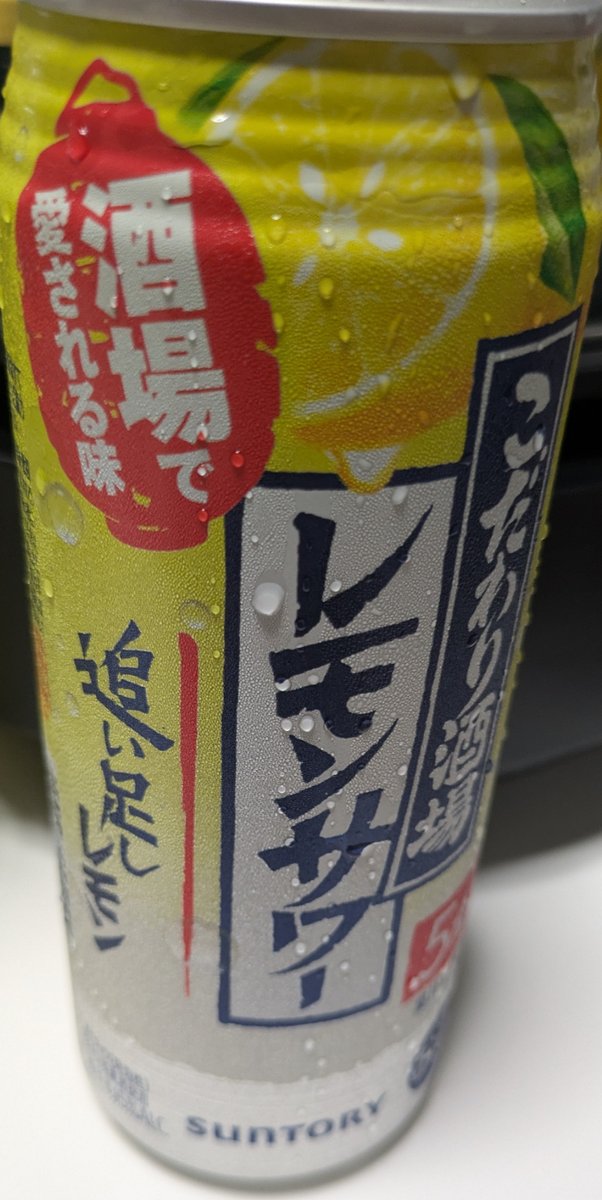 酒場で
愛される味
こだわり酒場
レモンサワー
追い足し
レモン
SUNTORY